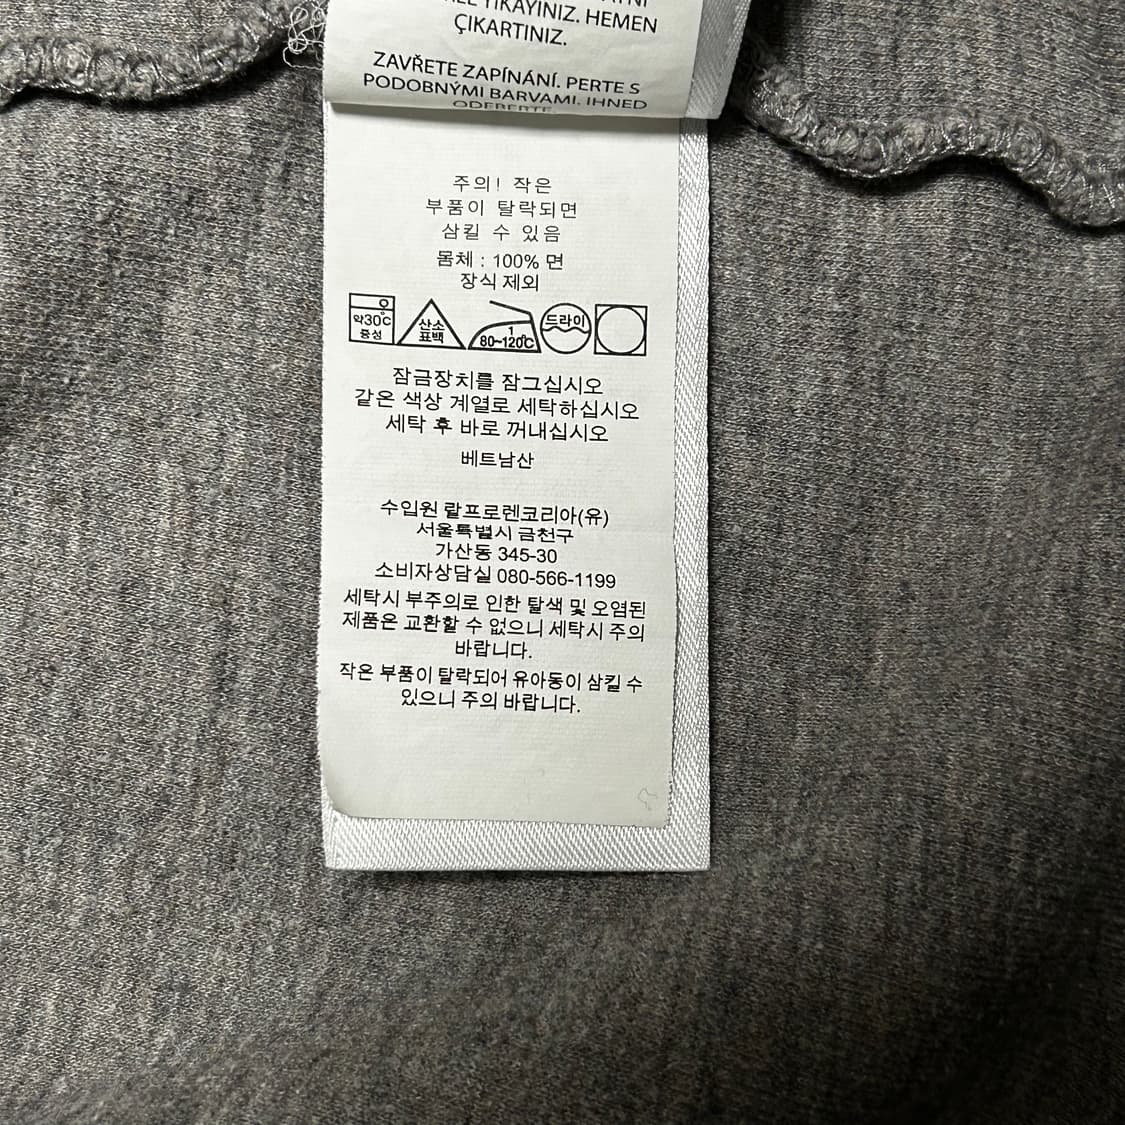 YIKAYINIZ. HEMEN
ÇIKARTINIZ.
ZAVŘETE ZAPÍNÁNÍ. PERTE S
PODOBNÝMI BARVAMI. IHNED
ODEBERTE.
주의! 작은
부품이 탈락되면
삼킬 수 있음
몸체 : 100% 면
장식 제외
약30℃
중성
산소
표백
1
80~120℃
드라이
잠금장치를 잠그십시오
같은 색상 계열로 세탁하십시오
세탁 후 바로 꺼내십시오
베트남산
수입원 랄프로렌코리아(유)
서울특별시 금천구
가산동 345-30
소비자상담실 080-566-1199
세탁시 부주의로 인한 탈색 및 오염된
제품은 교환할 수 없으니 세탁시 주의
바랍니다.
작은 부품이 탈락되어 유아동이 삼킬 수
있으니 주의 바랍니다.